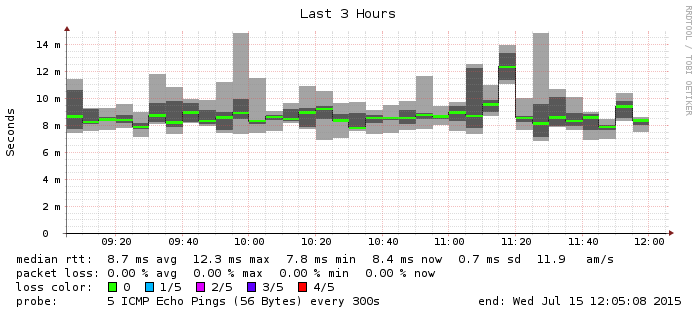 Last 3 Hours
RRDTOOL / TOBI OETIKER
Seconds
14 m
12 m
10 m
8 m
6 m
4 m
2 m
0
09:20 09:40 10:00 10:20 10:40 11:00 11:20 11:40 12:00
median rtt: 8.7 ms avg 12.3 ms max 7.8 ms min 8.4 ms now 0.7 ms sd 11.9 am/s
packet loss: 0.00 % avg 0.00 % max 0.00 % min 0.00 % now
loss color: 0 1/5 2/5 3/5 4/5
probe: 5 ICMP Echo Pings (56 Bytes) every 300s end: Wed Jul 15 12:05:08 2015